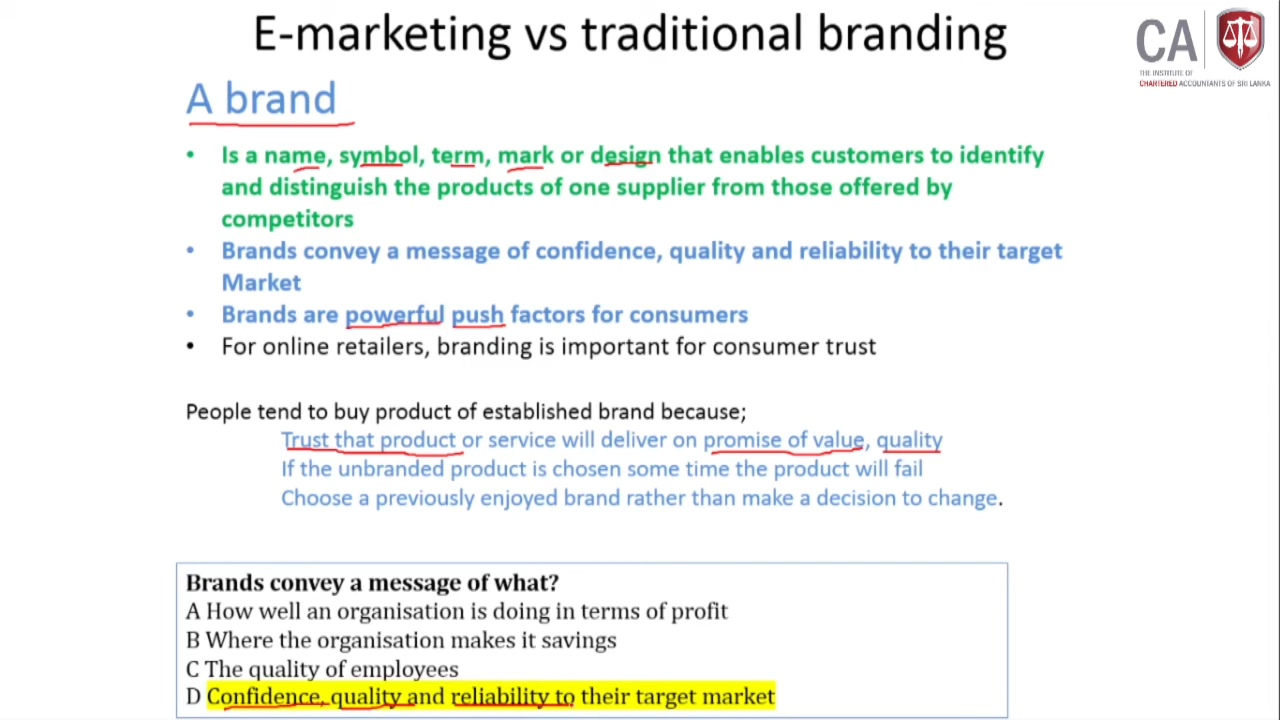 E-marketing vs traditional branding
CA
THE INSTITUTE OF
CHARTERED ACCOUNTANTS OF SRI LANKA
A brand
• Is a name, symbol, term, mark or design that enables customers to identify
and distinguish the products of one supplier from those offered by
competitors
• Brands convey a message of confidence, quality and reliability to their target
Market
• Brands are powerful push factors for consumers
• For online retailers, branding is important for consumer trust
People tend to buy product of established brand because;
Trust that product or service will deliver on promise of value, quality
If the unbranded product is chosen some time the product will fail
Choose a previously enjoyed brand rather than make a decision to change.
Brands convey a message of what?
A How well an organisation is doing in terms of profit
B Where the organisation makes it savings
C The quality of employees
D Confidence, quality and reliability to their target market